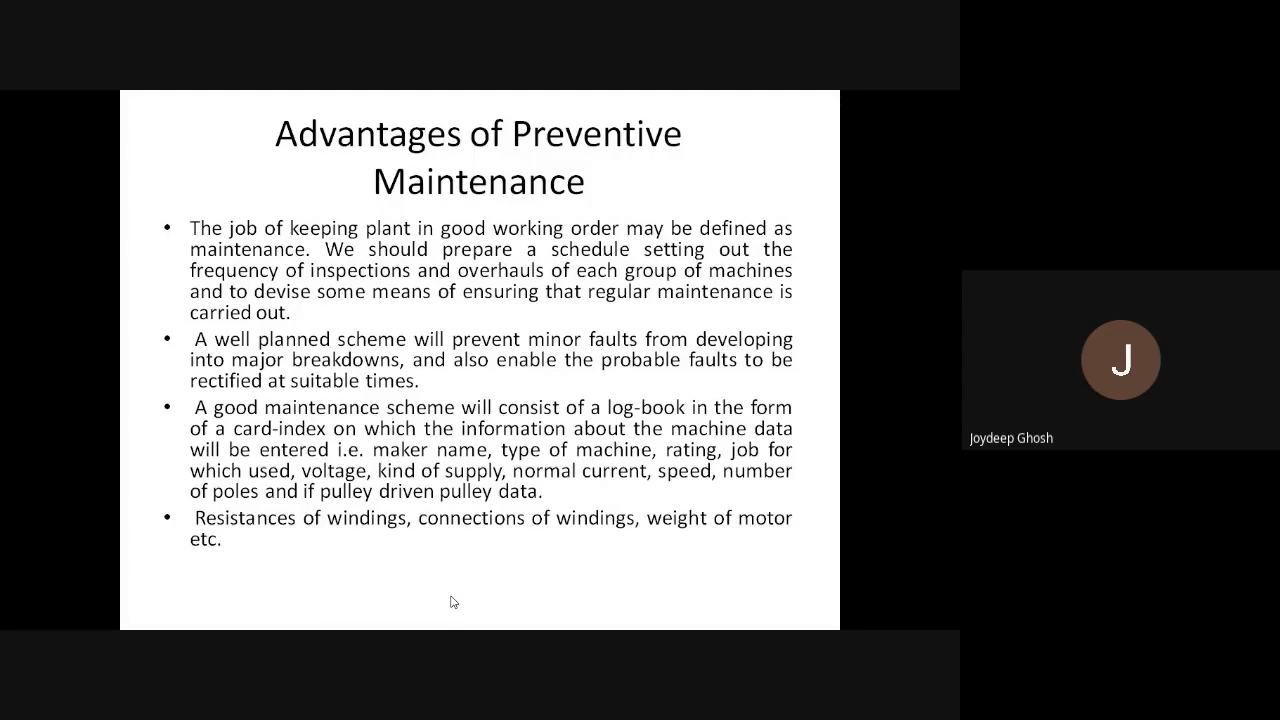 Advantages of Preventive
Maintenance
• The job of keeping plant in good working order may be defined as
maintenance. We should prepare a schedule setting out the
frequency of inspections and overhauls of each group of machines
and to devise some means of ensuring that regular maintenance is
carried out.
• A well planned scheme will prevent minor faults from developing
into major breakdowns, and also enable the probable faults to be
rectified at suitable times.
• A good maintenance scheme will consist of a log-book in the form
of a card-index on which the information about the machine data
will be entered i.e. maker name, type of machine, rating, job for
which used, voltage, kind of supply, normal current, speed, number
of poles and if pulley driven pulley data.
• Resistances of windings, connections of windings, weight of motor
etc.
J
Joydeep Ghosh